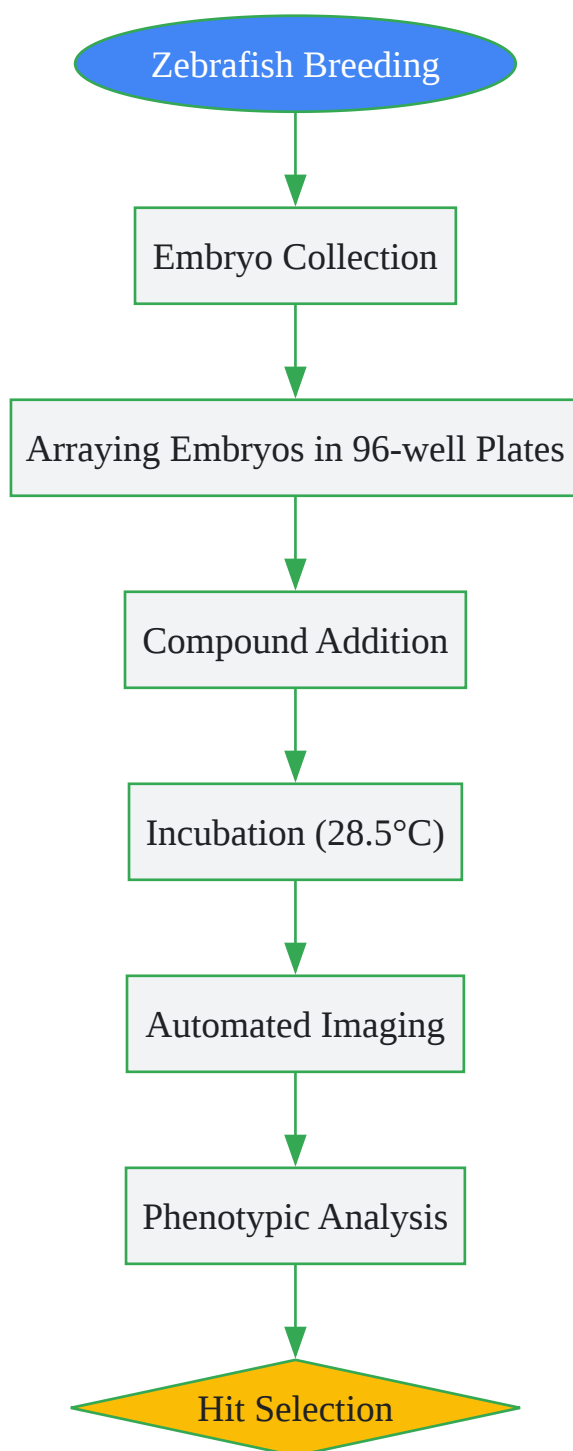 Zebrafish Breeding
Embryo Collection
Arraying Embryos in 96-well Plates
Compound Addition
Incubation (28.5°C)
Automated Imaging
Phenotypic Analysis
Hit Selection